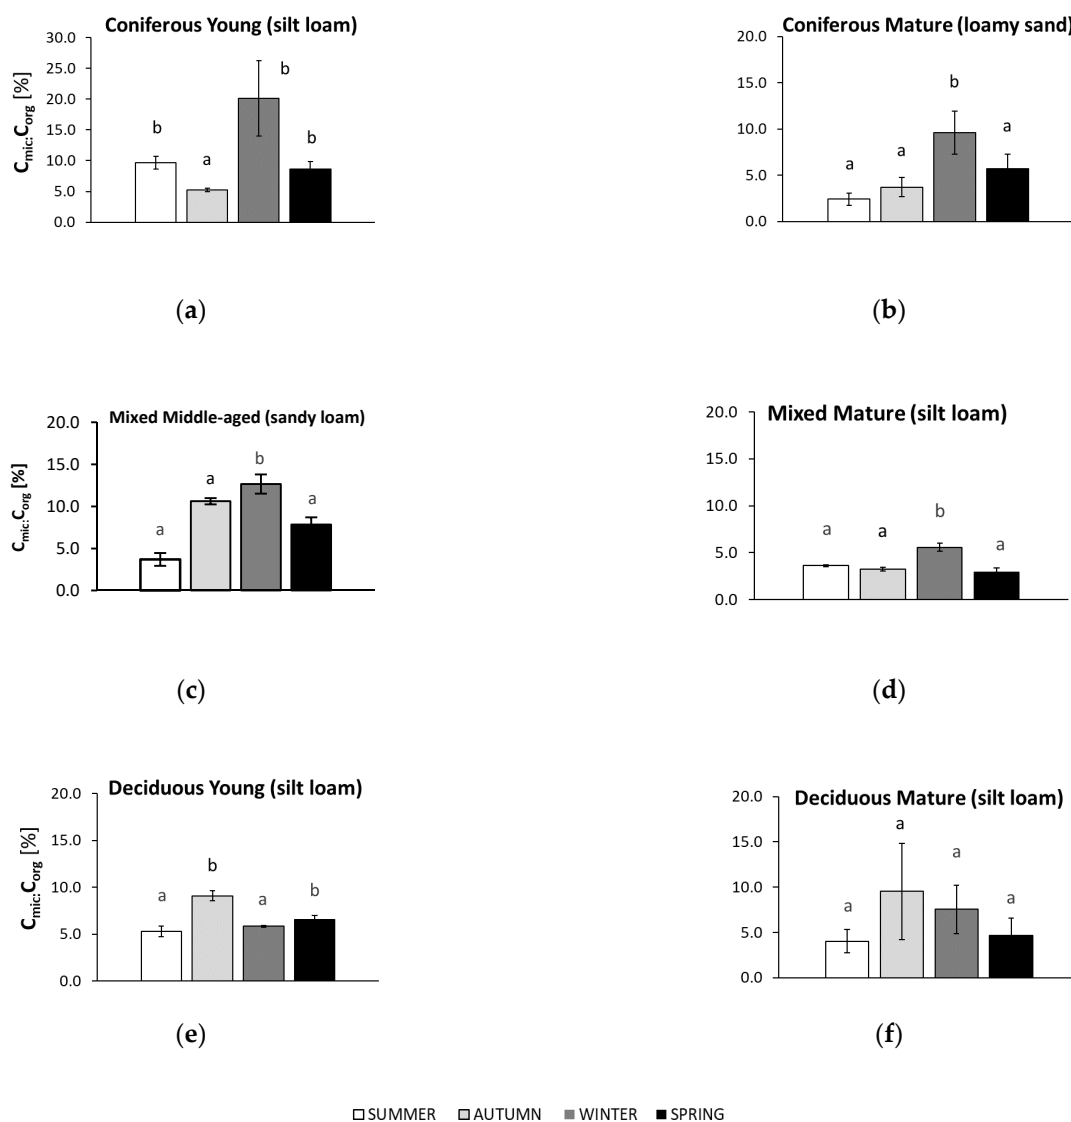 Coniferous Young (silt loam)
Cmic:Corg [%]
30.0
25.0
20.0
15.0
10.0
5.0
0.0
b
a
b
b
(a)
Coniferous Mature (loamy sand)
20.0
15.0
10.0
5.0
0.0
a
a
b
a
(b)
Mixed Middle-aged (sandy loam)
Cmic:Corg [%]
20.0
15.0
10.0
5.0
0.0
a
a
b
a
(c)
Mixed Mature (silt loam)
20.0
15.0
10.0
5.0
0.0
a
a
b
a
(d)
Deciduous Young (silt loam)
Cmic:Corg [%]
20.0
15.0
10.0
5.0
0.0
a
b
a
b
(e)
Deciduous Mature (silt loam)
20.0
15.0
10.0
5.0
0.0
a
a
a
a
(f)
SUMMER AUTUMN WINTER SPRING